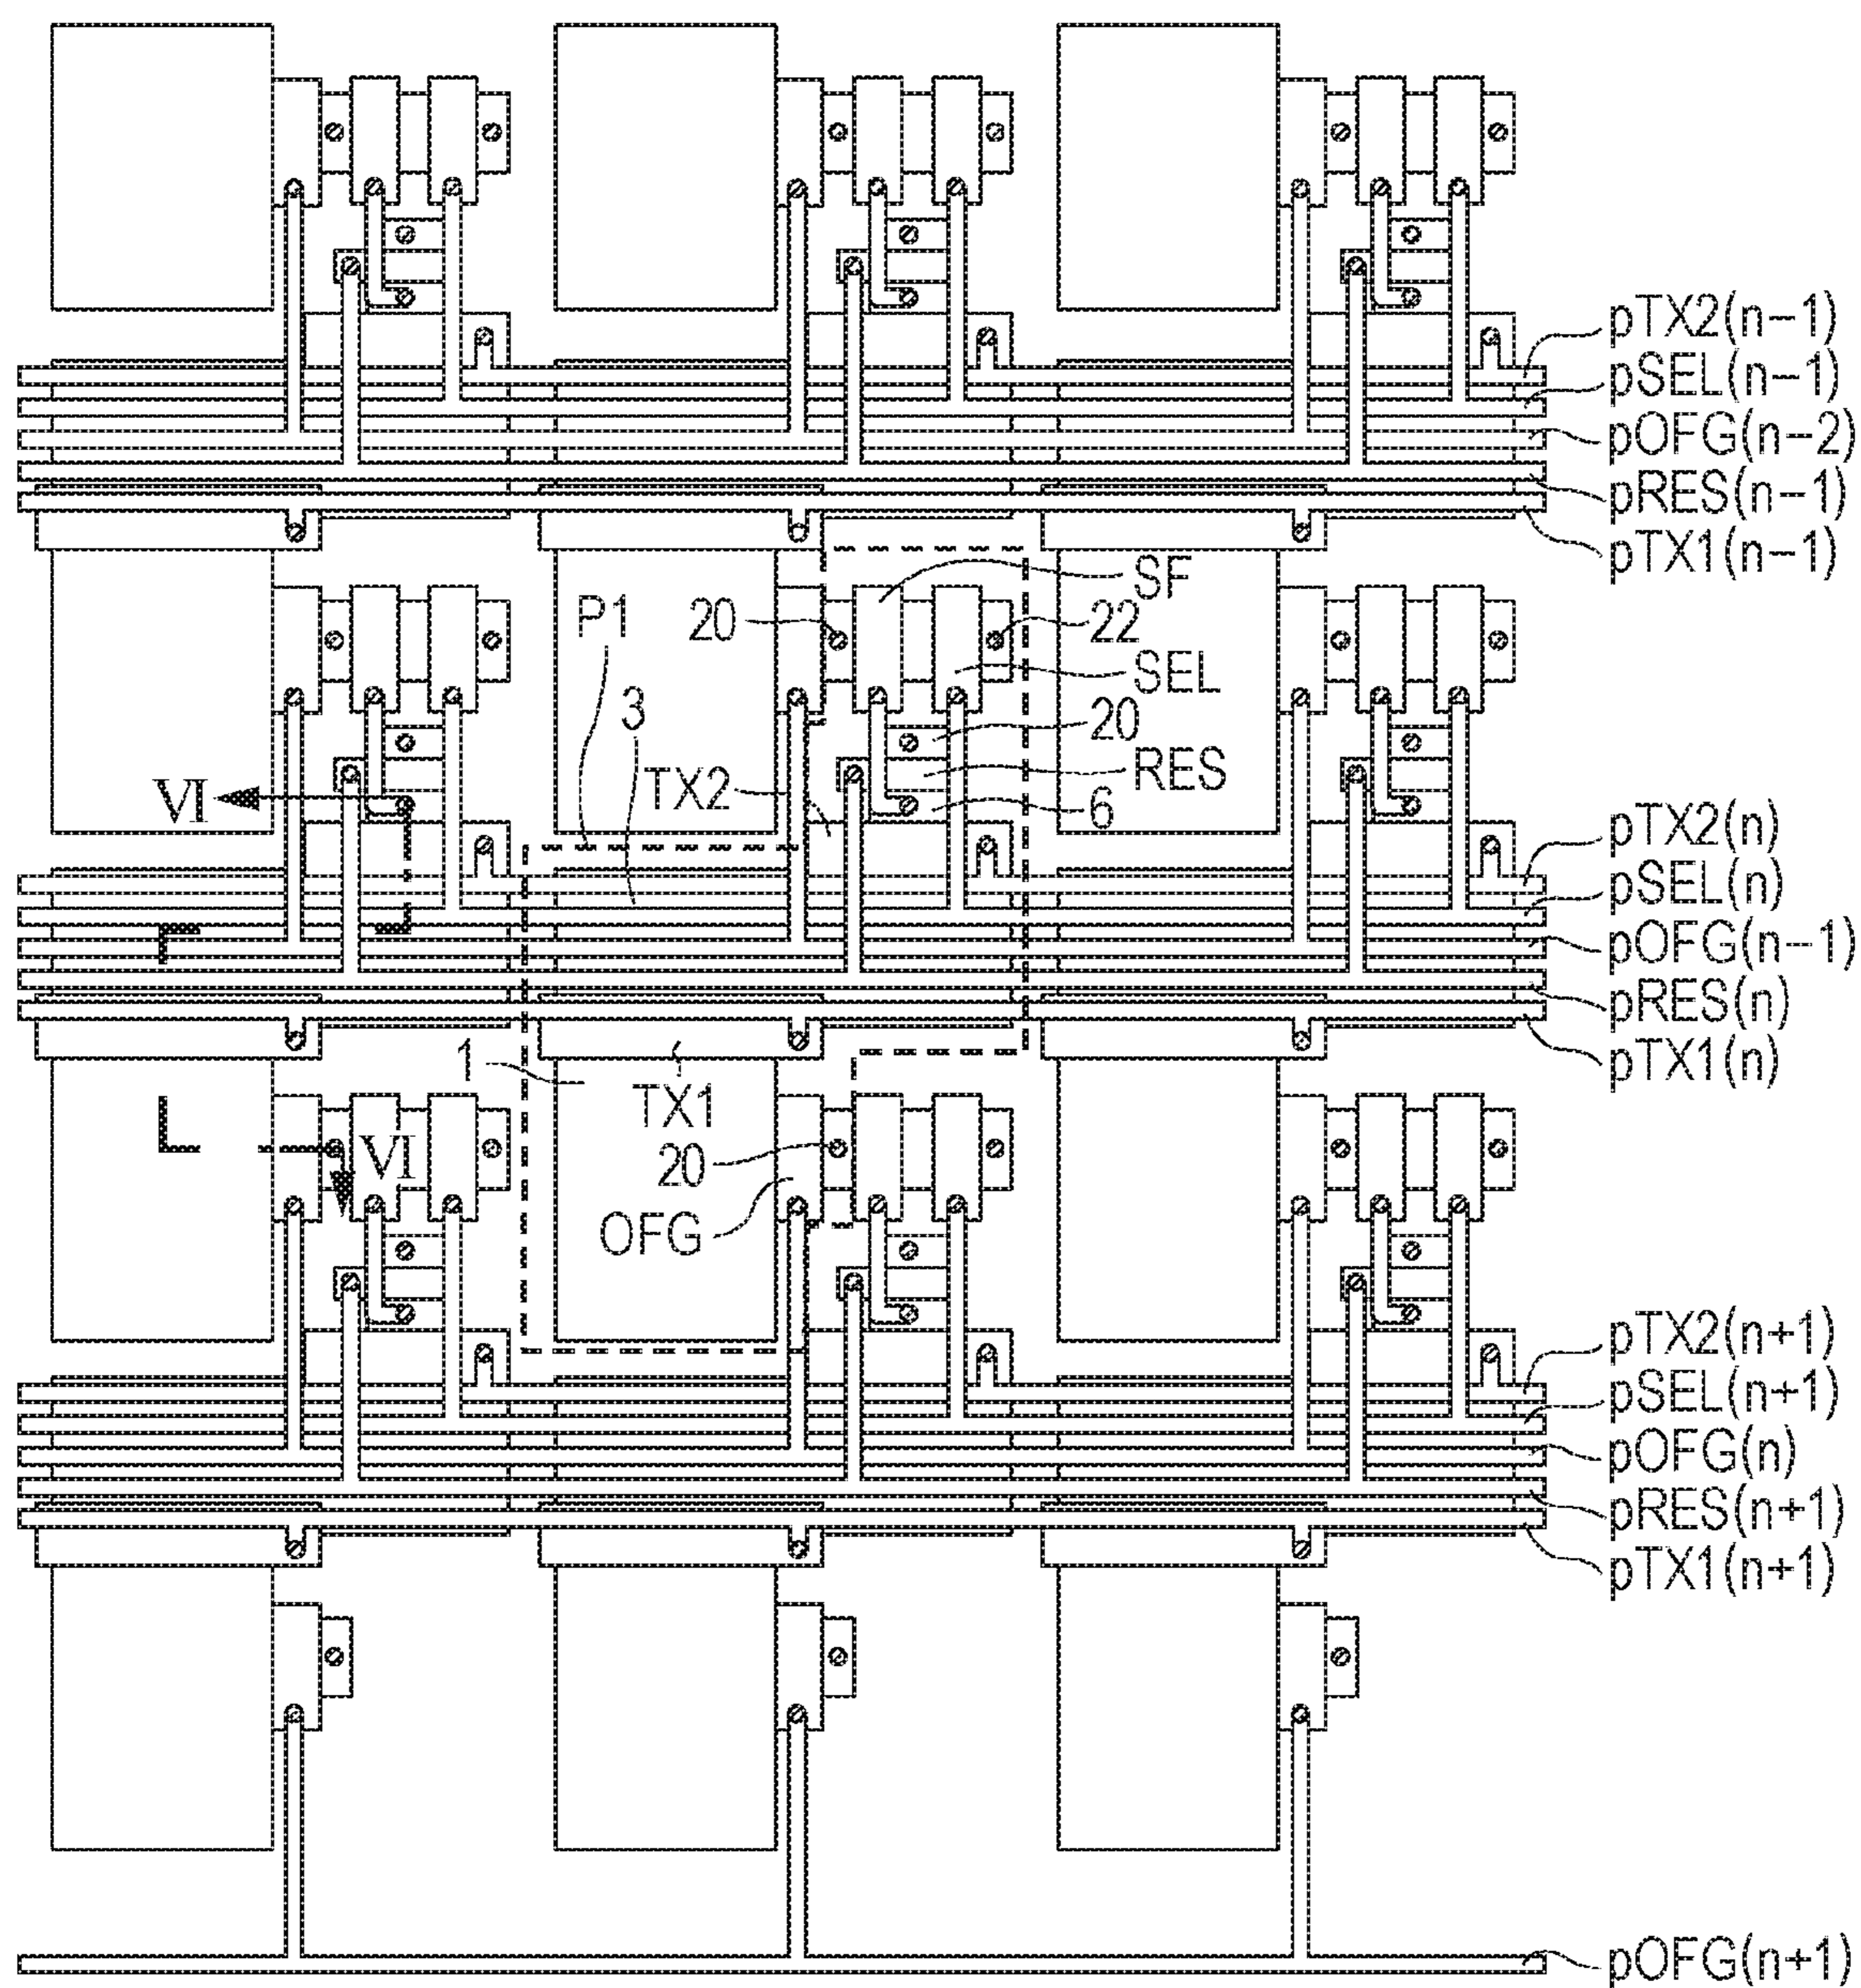 pTX2(n-1)
pSEL(n-1)
pOFG(n-2)
pRES(n-1)
pTX1(n-1)
SF
P1
20
22
SEL
3
20
TX2
RES
VI
6
pTX2(n)
pSEL(n)
pOFG(n-1)
pRES(n)
pTX1(n)
1
TX1
VI
20
OFG
pTX2(n+1)
pSEL(n+1)
pOFG(n)
pRES(n+1)
pTX1(n+1)
pOFG(n+1)